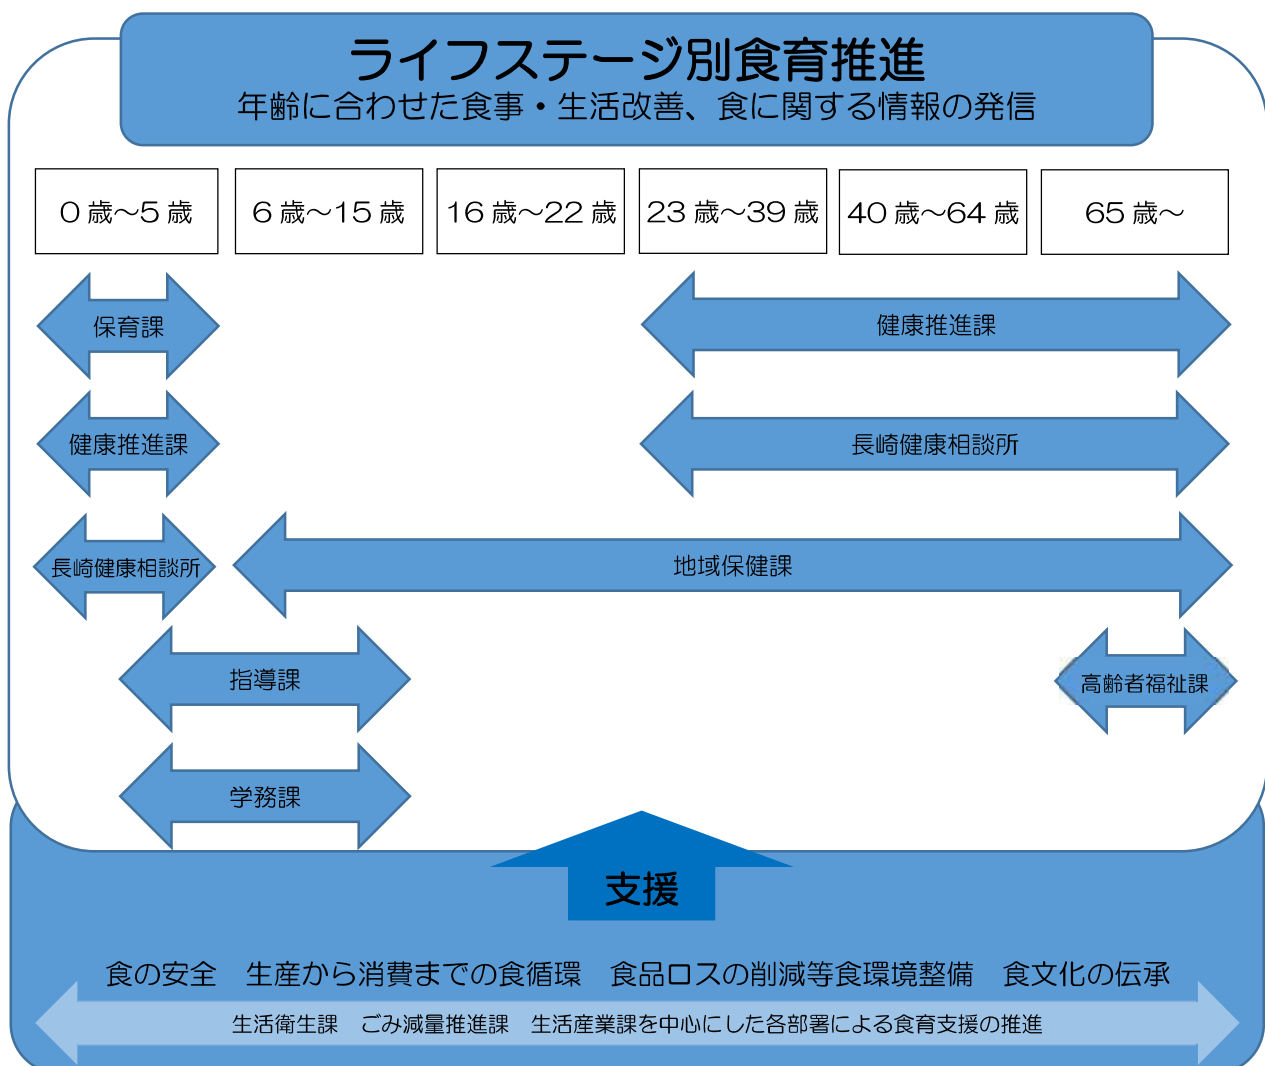 ライフステージ別食育推進
年齢に合わせた食事・生活改善、食に関する情報の発信
0歳～5歳
6歳～15歳
16歳～22歳
23歳～39歳
40歳～64歳
65歳～
保育課
健康推進課
健康推進課
長崎健康相談所
長崎健康相談所
地域保健課
指導課
高齢者福祉課
学務課
支援
食の安全　生産から消費までの食循環　食品ロスの削減等食環境整備　食文化の伝承
生活衛生課　ごみ減量推進課　生活産業課を中心にした各部署による食育支援の推進